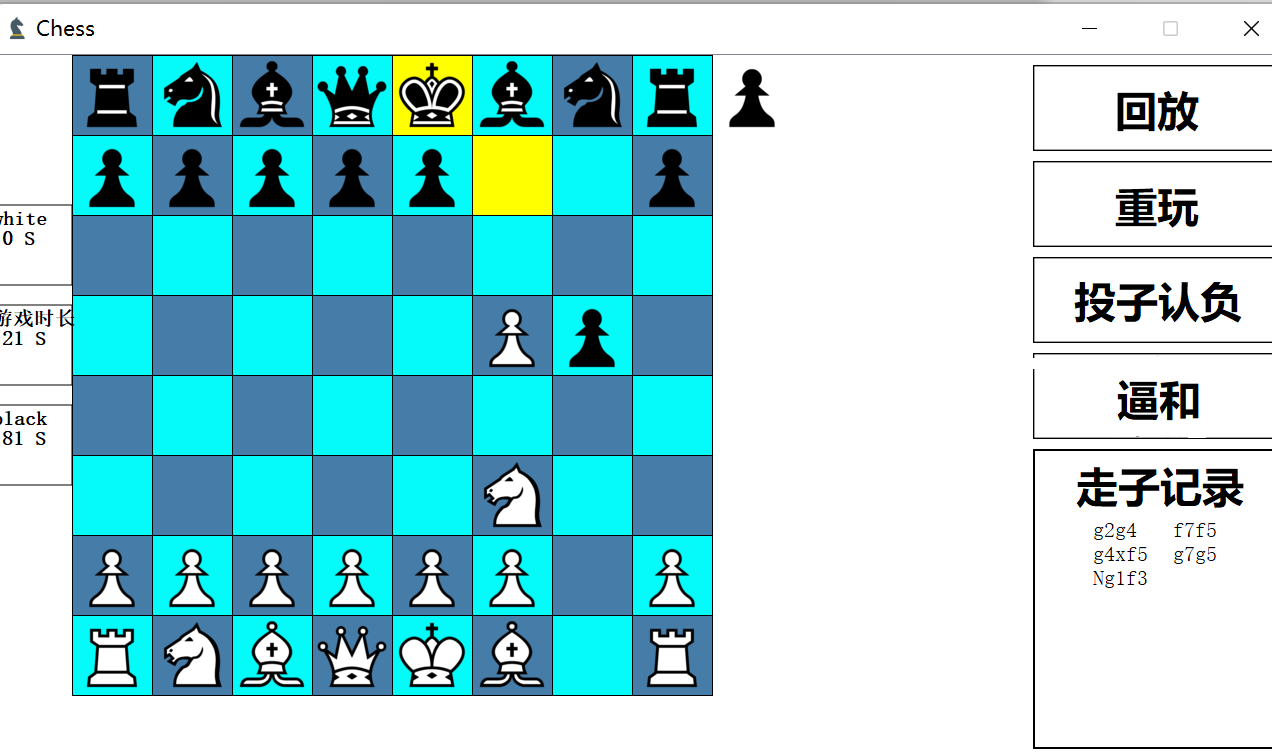 Chess
回放
重玩
white
0 S
投子认负
游戏时长
21 S
逼和
black
81 S
走子记录
g2g4 f7f5
g4xf5 g7g5
Ng1f3